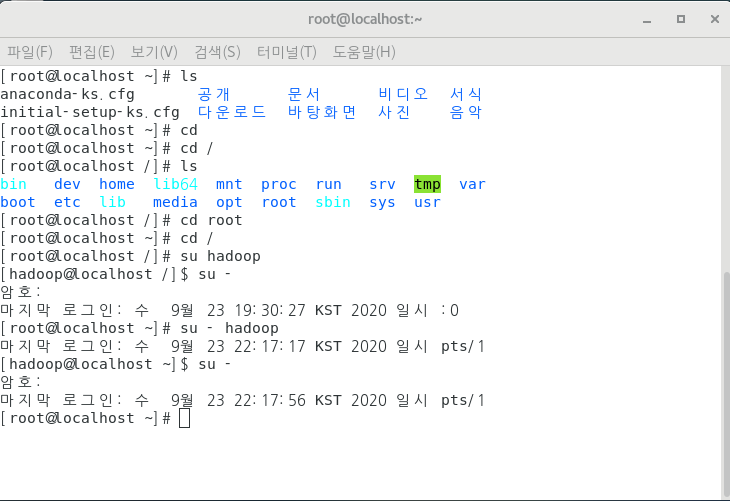 root@localhost:~
파일(F) 편집(E) 보기(V) 검색(S) 터미널(T) 도움말(H)
[root@localhost ~]# ls
anaconda-ks.cfg 공개 문서 비디오 서식
initial-setup-ks.cfg 다운로드 바탕화면 사진 음악
[root@localhost ~]# cd
[root@localhost ~]# cd /
[root@localhost /]# ls
bin dev home lib64 mnt proc run srv tmp var
boot etc lib media opt root sbin sys usr
[root@localhost /]# cd root
[root@localhost ~]# cd /
[root@localhost /]# su hadoop
[hadoop@localhost /]$ su -
암호:
마지막 로그인: 수 9월 23 19:30:27 KST 2020 일시 :0
[root@localhost ~]# su - hadoop
마지막 로그인: 수 9월 23 22:17:17 KST 2020 일시 pts/1
[hadoop@localhost ~]$ su -
암호:
마지막 로그인: 수 9월 23 22:17:56 KST 2020 일시 pts/1
[root@localhost ~]#